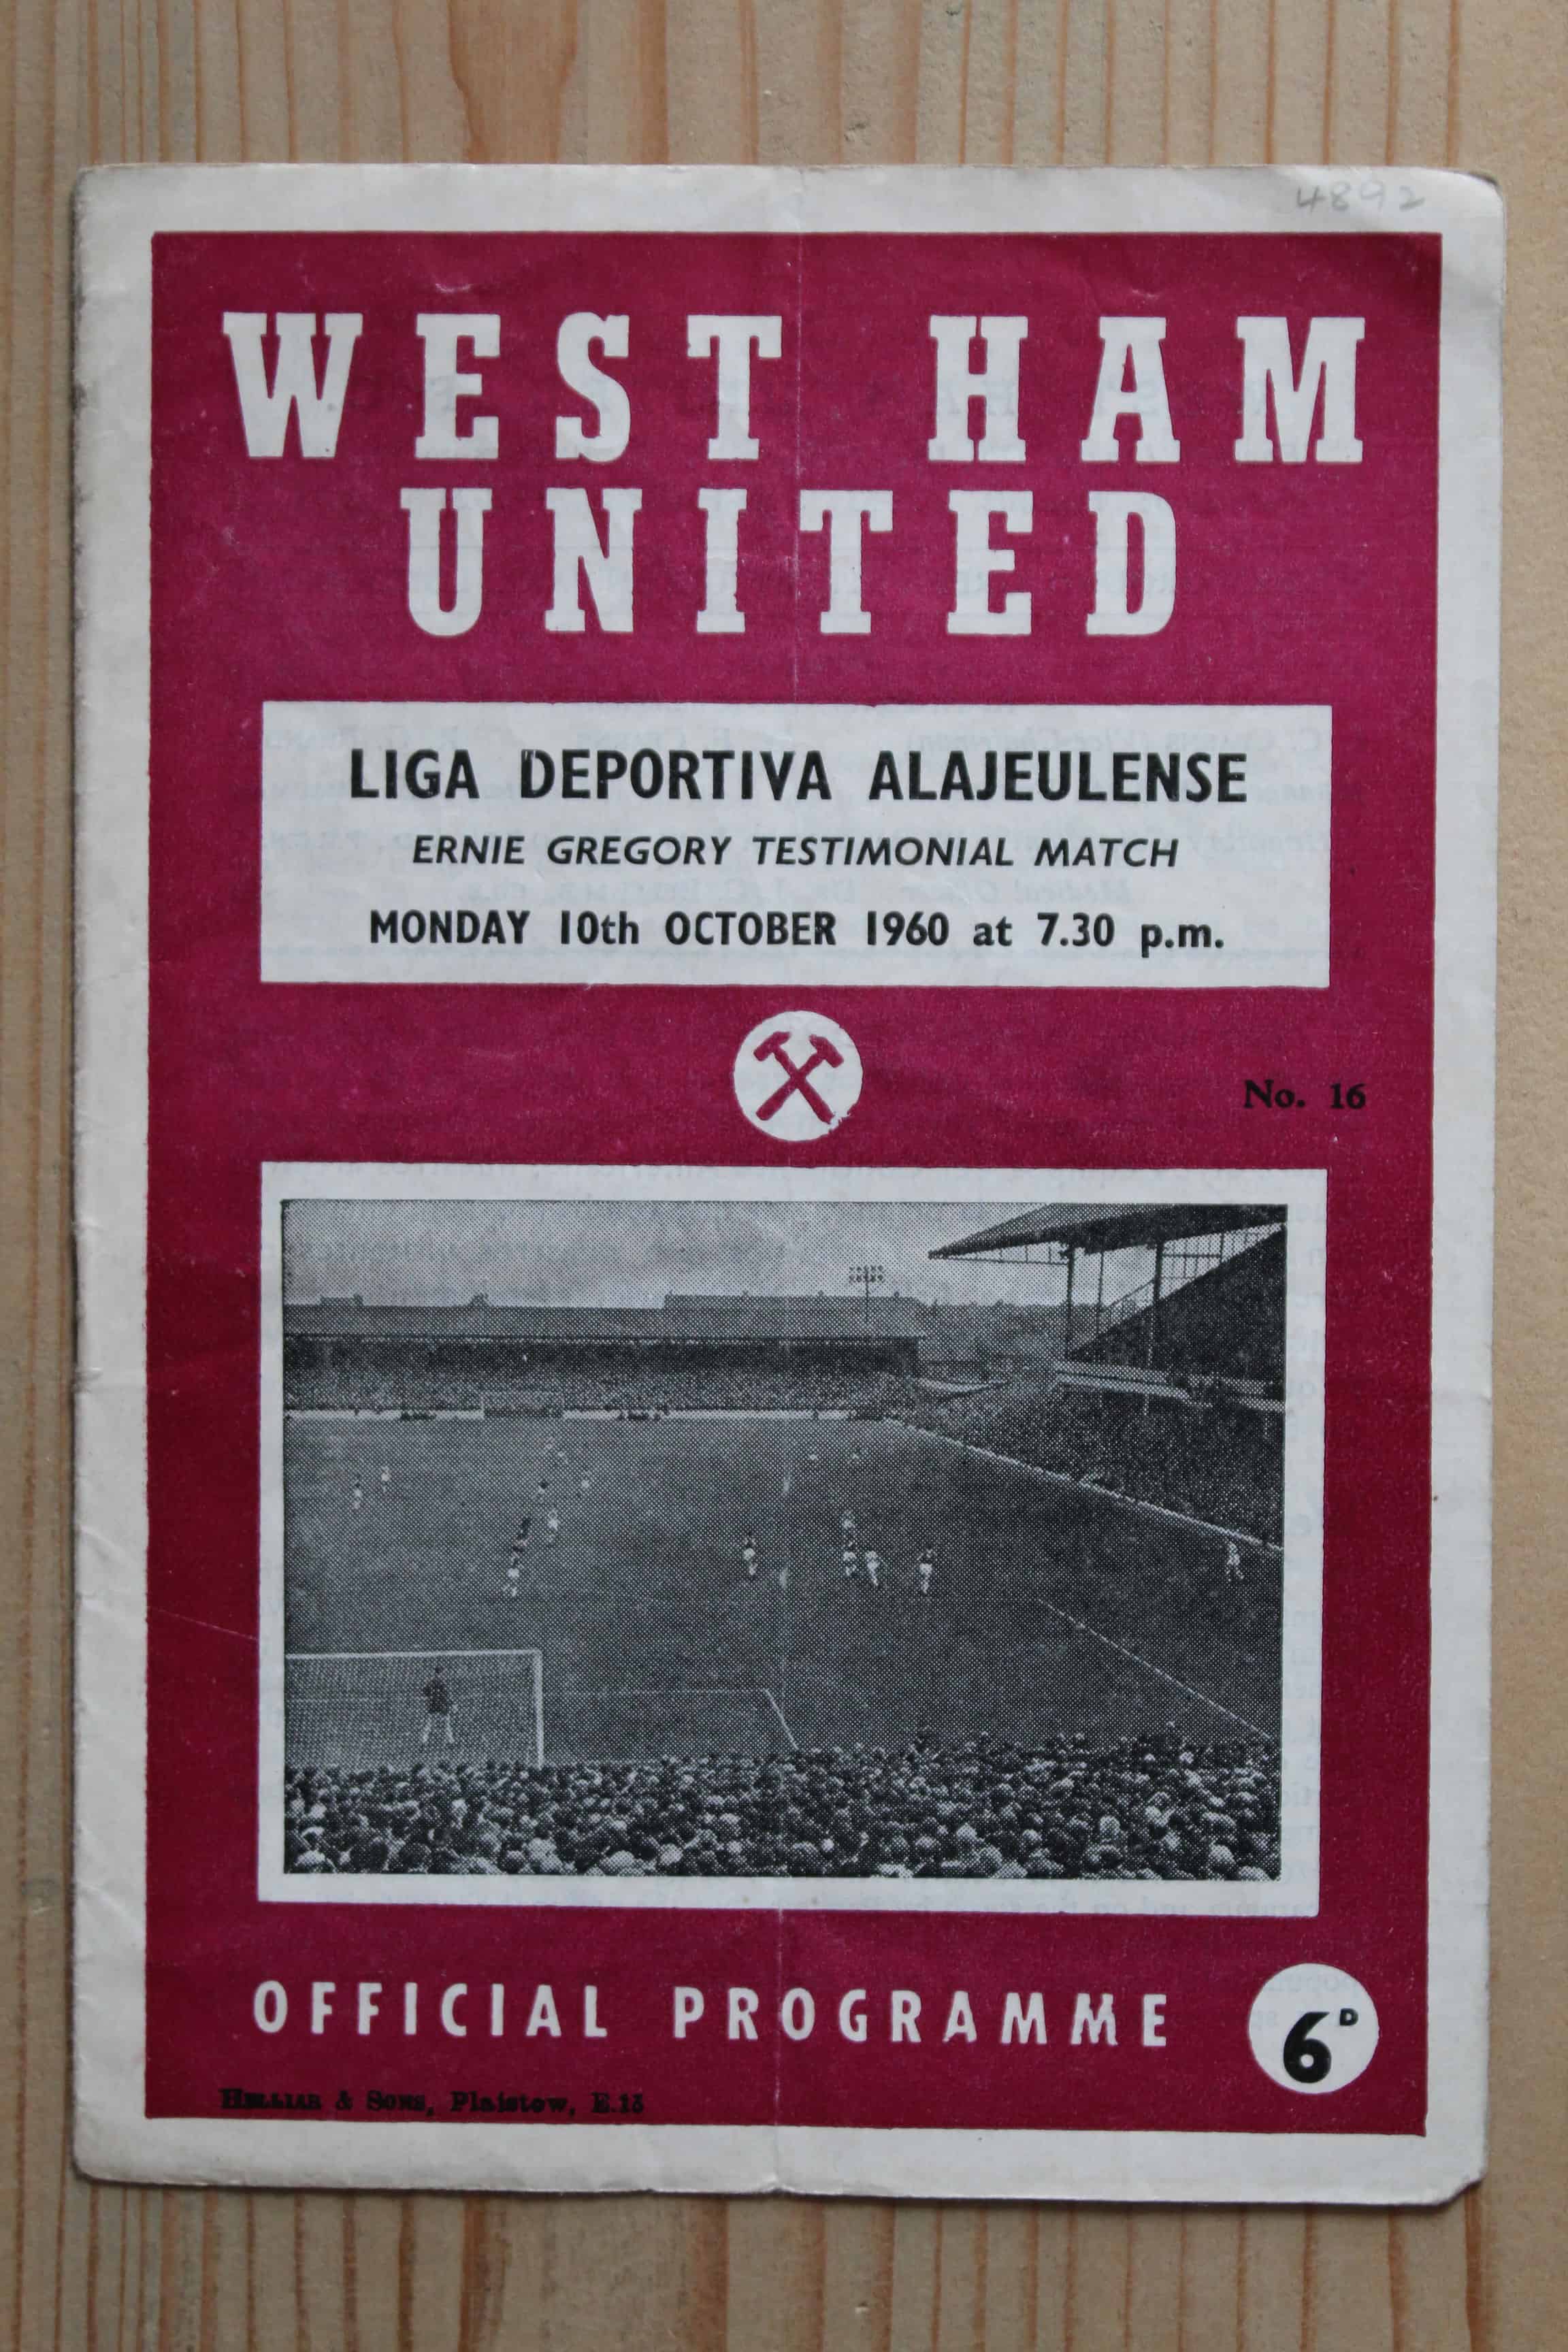 4892
WEST HAM
UNITED
LIGA DEPORTIVA ALAJEULENSE
ERNIE GREGORY TESTIMONIAL MATCH
MONDAY 10th OCTOBER 1960 at 7.30 p.m.
No. 16
OFFICIAL PROGRAMME
6D
HELLIAR & SONS, Plaistow, E.13